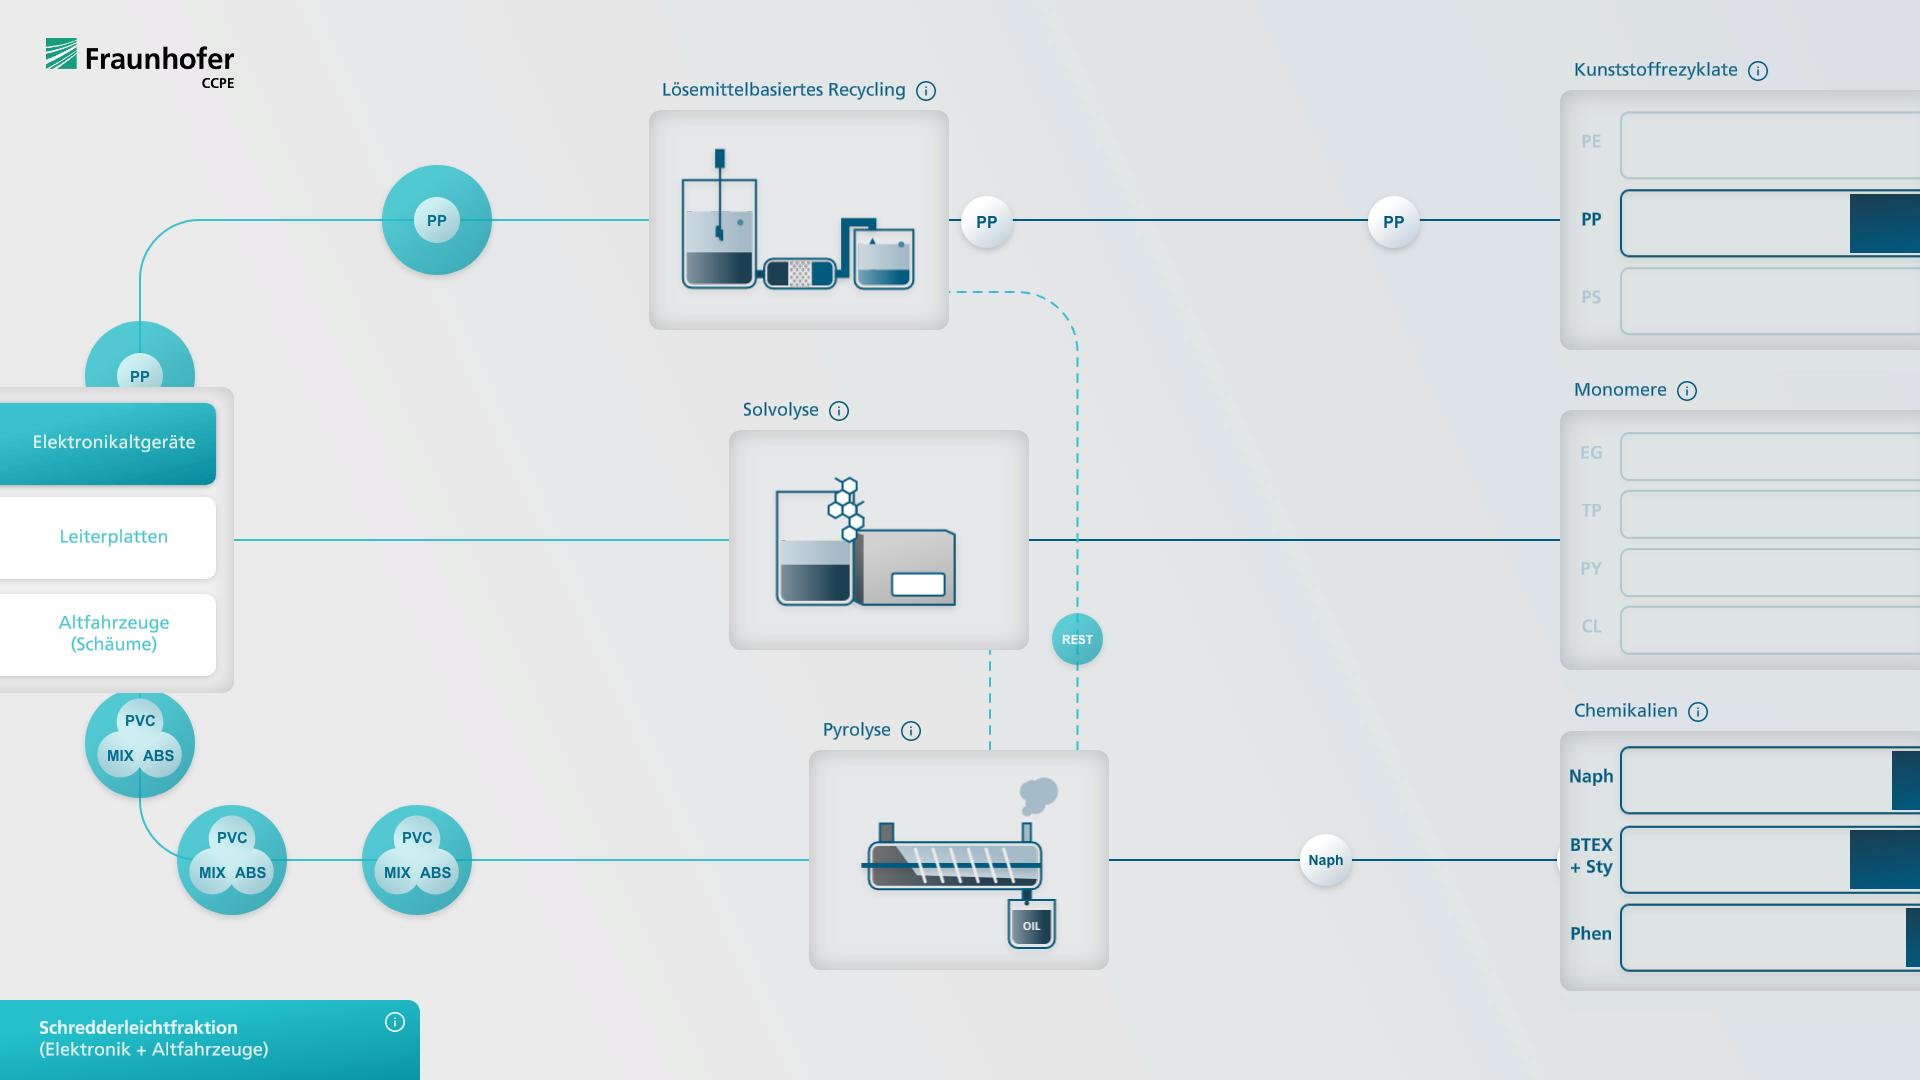 Fraunhofer
CCPE
Lösemittelbasiertes Recycling
Kunststoffrezyklate
PE
PP
PP
PP
PP
PS
PP
Elektronikaltgeräte
Leiterplatten
Altfahrzeuge
(Schäume)
Solvolyse
REST
Monomere
EG
TP
PY
CL
PVC
MIX ABS
PVC
MIX ABS
PVC
MIX ABS
Pyrolyse
OIL
Naph
Chemikalien
Naph
BTEX
+ Sty
Phen
Schredderleichtfraktion
(Elektronik + Altfahrzeuge)